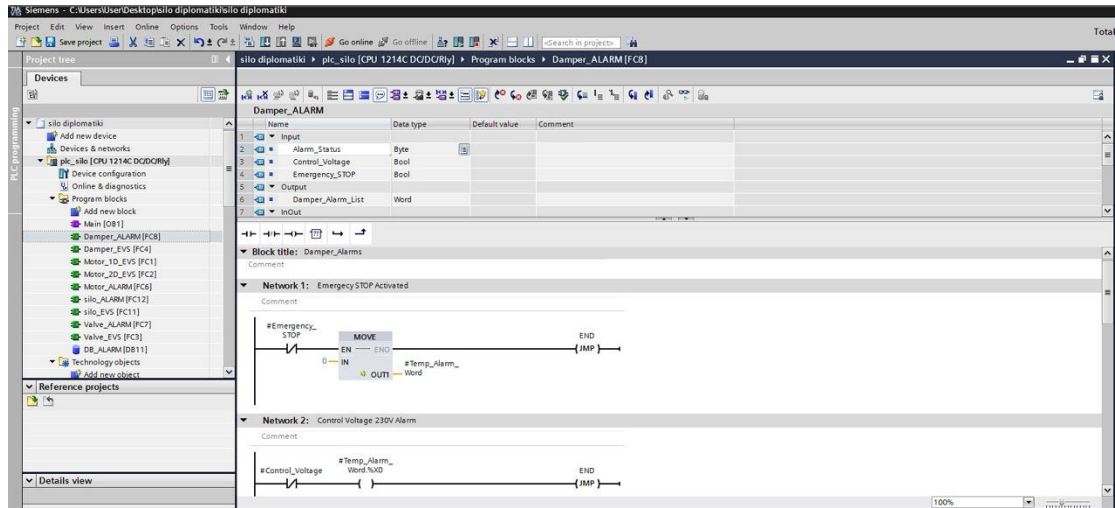 Siemens - C:\Users\User\Desktop\silo diplomatiki\silo diplomatiki
Project Edit View Insert Online Options Tools Window Help
Total
Save project Go online Go offline <Search in project>
Project tree
silo diplomatiki plc_silo [CPU 1214C DC/DC/Rly] Program blocks Damper_ALARM [FC8]
Devices
PLC programming
silo diplomatiki
Add new device
Devices & networks
plc_silo [CPU 1214C DC/DC/Rly]
Device configuration
Online & diagnostics
Program blocks
Add new block
Main [OB1]
Damper_ALARM [FC8]
Damper_EVS [FC4]
Motor_1D_EVS [FC1]
Motor_2D_EVS [FC2]
Motor_ALARM [FC6]
silo_ALARM [FC12]
silo_EVS [FC11]
Valve_ALARM [FC7]
Valve_EVS [FC3]
DB_ALARM [DB11]
Technology objects
Add new object
Reference projects
Details view
Damper_ALARM
Name Data type Default value Comment
1 Input
2 Alarm_Status Byte
3 Control_Voltage Bool
4 Emergency_STOP Bool
5 Output
6 Damper_Alarm_List Word
7 InOut
Block title: Damper_Alarms
Comment
Network 1: Emergecy STOP Activated
Comment
#Emergency_
STOP
MOVE
END
EN ENO
JMP
0 IN
#Temp_Alarm_
OUT1 Word
Network 2: Control Voltage 230V Alarm
Comment
#Temp_Alarm_
#Control_Voltage Word.%X0 END
JMP
100%